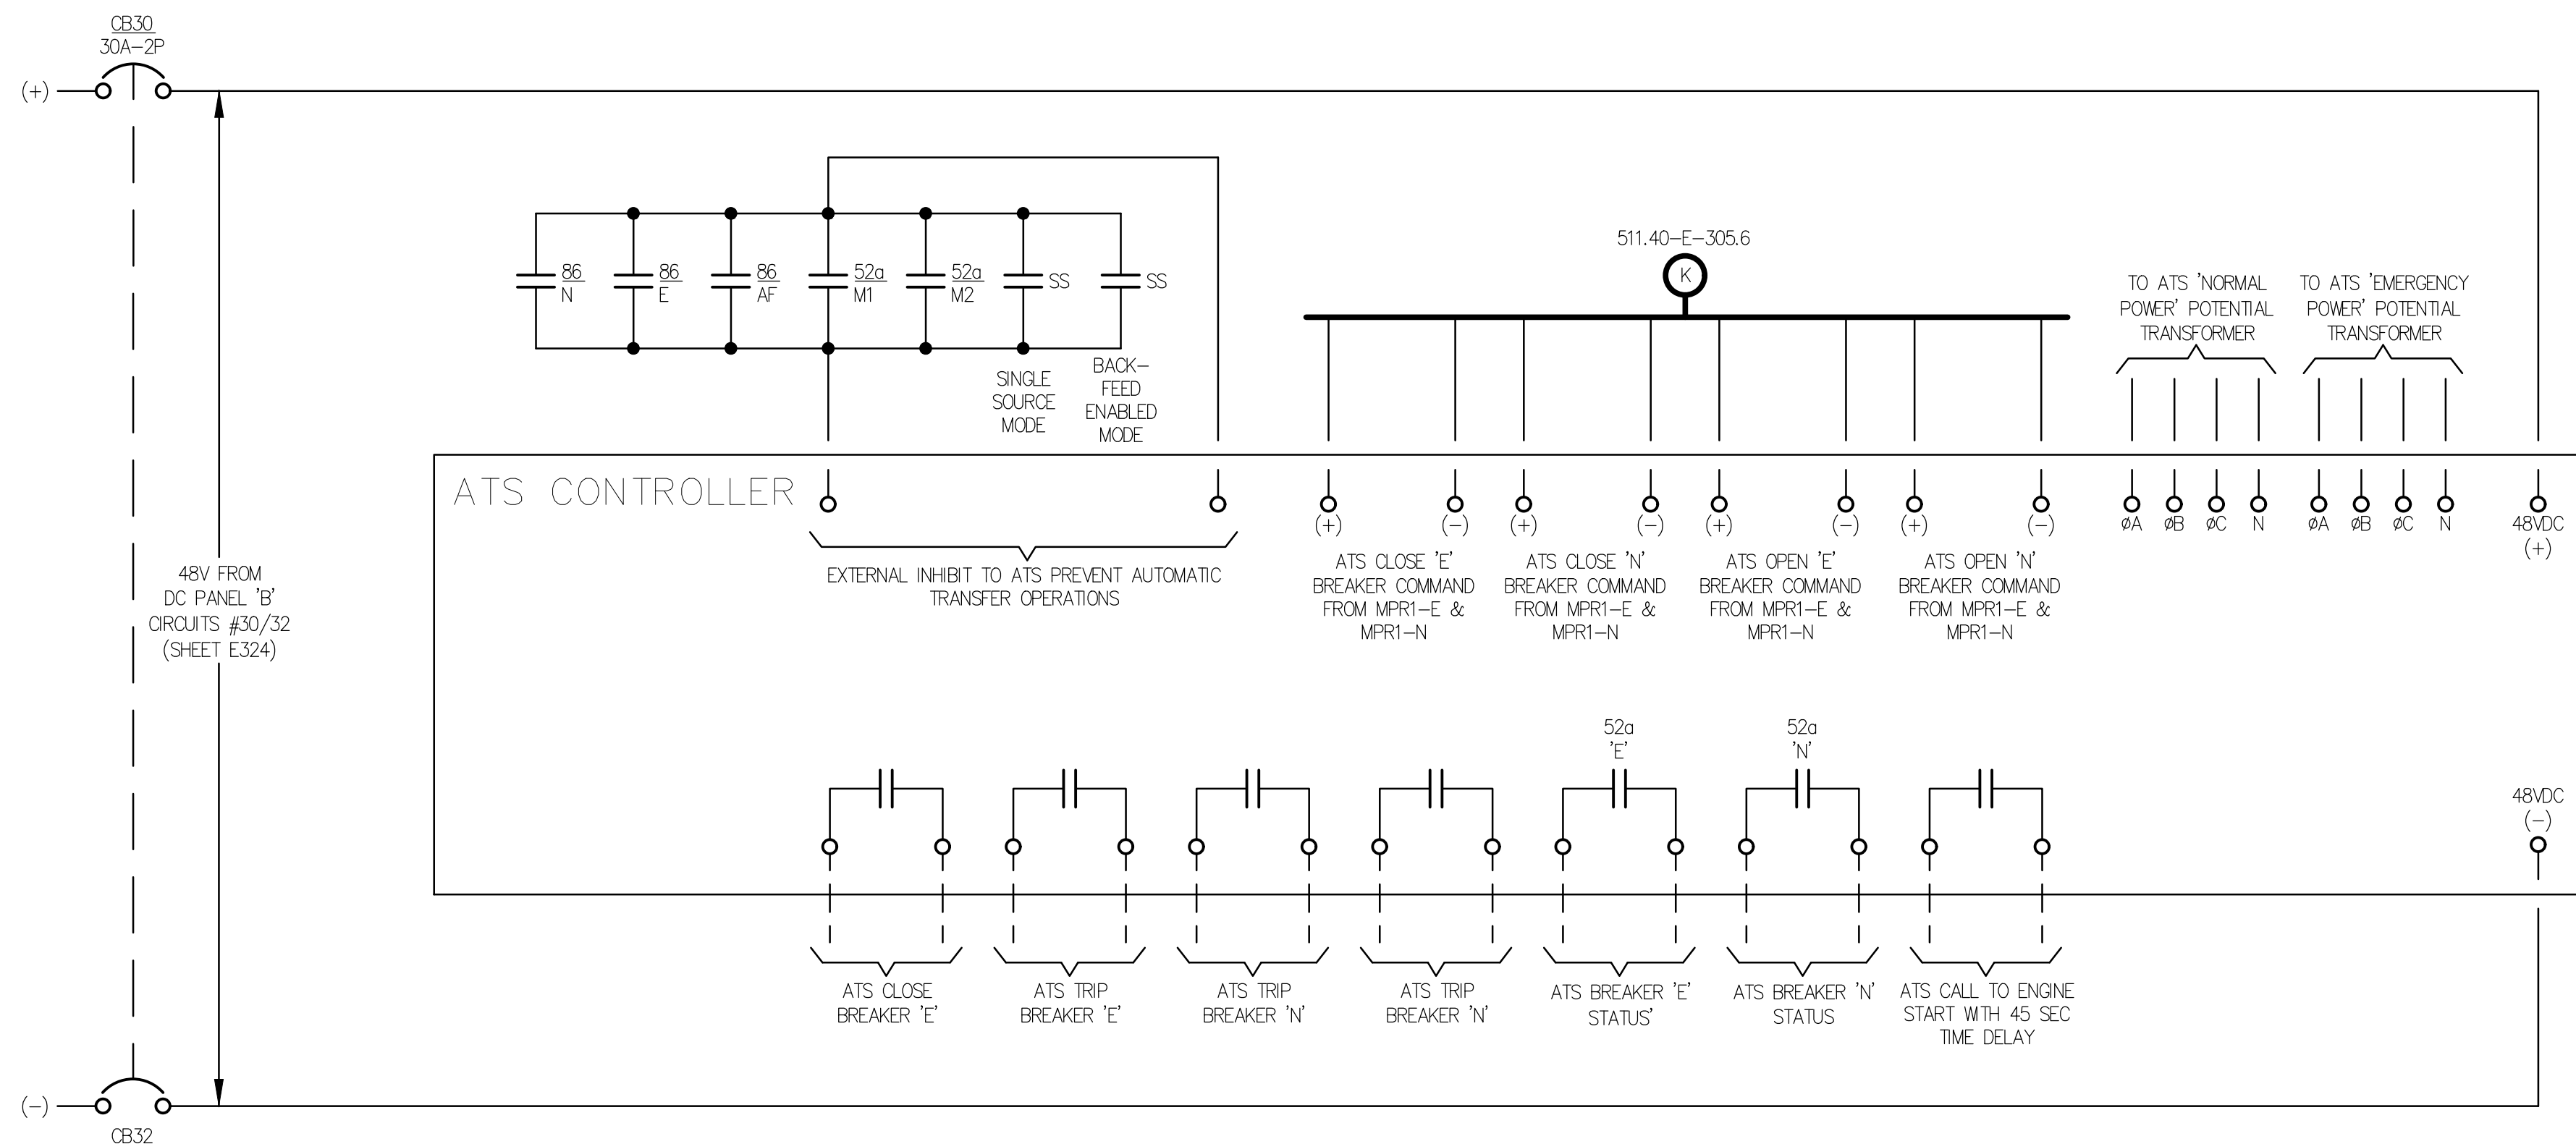 CB30
30A-2P
(+)
48V FROM
DC PANEL 'B'
CIRCUITS #30/32
(SHEET E324)
(-)
CB32
86
N
86
E
86
AF
52a
M1
52a
M2
SS
SS
SINGLE
SOURCE
MODE
BACK-
FEED
ENABLED
MODE
511.40-E-305.6
K
TO ATS 'NORMAL
POWER' POTENTIAL
TRANSFORMER
TO ATS 'EMERGENCY
POWER' POTENTIAL
TRANSFORMER
ATS CONTROLLER
EXTERNAL INHIBIT TO ATS PREVENT AUTOMATIC
TRANSFER OPERATIONS
(+)
(-)
ATS CLOSE 'E'
BREAKER COMMAND
FROM MPR1-E &
MPR1-N
(+)
(-)
ATS CLOSE 'N'
BREAKER COMMAND
FROM MPR1-E &
MPR1-N
(+)
(-)
ATS OPEN 'E'
BREAKER COMMAND
FROM MPR1-E &
MPR1-N
(+)
(-)
ATS OPEN 'N'
BREAKER COMMAND
FROM MPR1-E &
MPR1-N
øA
øB
øC
N
øA
øB
øC
N
48VDC
(+)
52a
'E'
52a
'N'
48VDC
(-)
ATS CLOSE
BREAKER 'E'
ATS TRIP
BREAKER 'E'
ATS TRIP
BREAKER 'N'
ATS TRIP
BREAKER 'N'
ATS BREAKER 'E'
STATUS'
ATS BREAKER 'N'
STATUS
ATS CALL TO ENGINE
START WITH 45 SEC
TIME DELAY